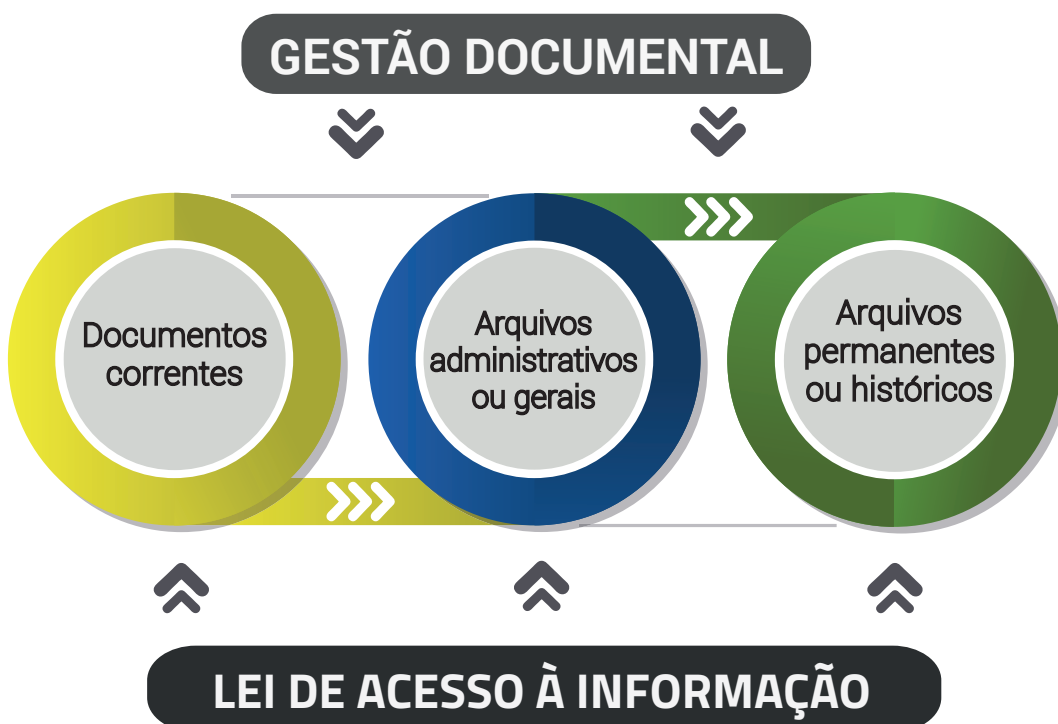 GESTÃO DOCUMENTAL
Documentos
correntes
Arquivos
administrativos
ou gerais
Arquivos
permanentes
ou históricos
LEI DE ACESSO À INFORMAÇÃO